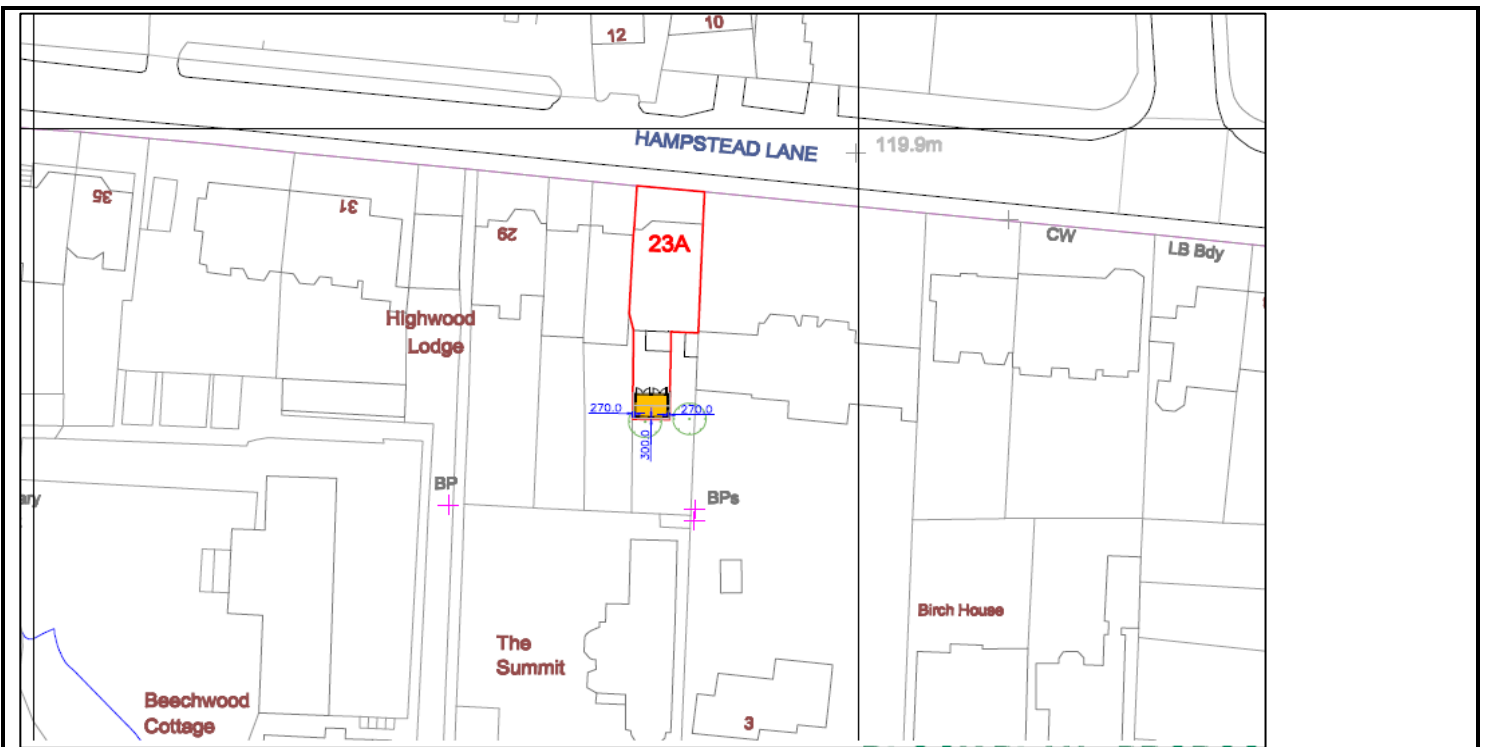 12
10
HAMPSTEAD LANE
119.9m
35
31
29
23A
CW
LB Bdy
Highwood
Lodge
270.0
270.0
300.0
BP
BPs
ary
The
Summit
Birch House
Beechwood
Cottage
3